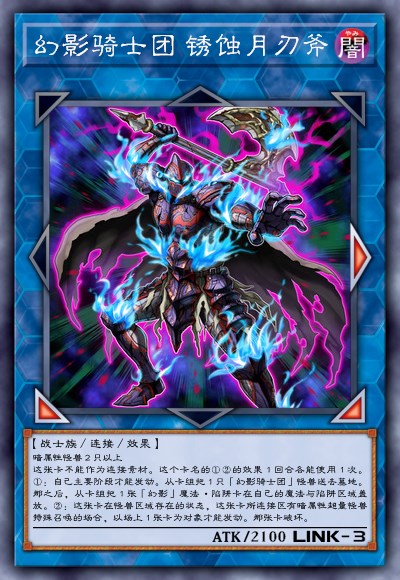 幻影骑士团 锈蚀月刃斧
闇
やみ
【战士族／连接／效果】
暗属性怪兽２只以上
这张卡不能作为连接素材。这个卡名的①②的效果１回合各能使用１次。
①：自己主要阶段才能发动。从卡组把１只「幻影骑士团」怪兽送去墓地。
那之后，从卡组把１张「幻影」魔法·陷阱卡在自己的魔法与陷阱区域盖
放。②：这张卡在怪兽区域存在的状态，这张卡所连接区有暗属性超量怪兽
特殊召唤的场合，以场上１张卡为对象才能发动。那张卡破坏。
ATK/2100 LINK-3